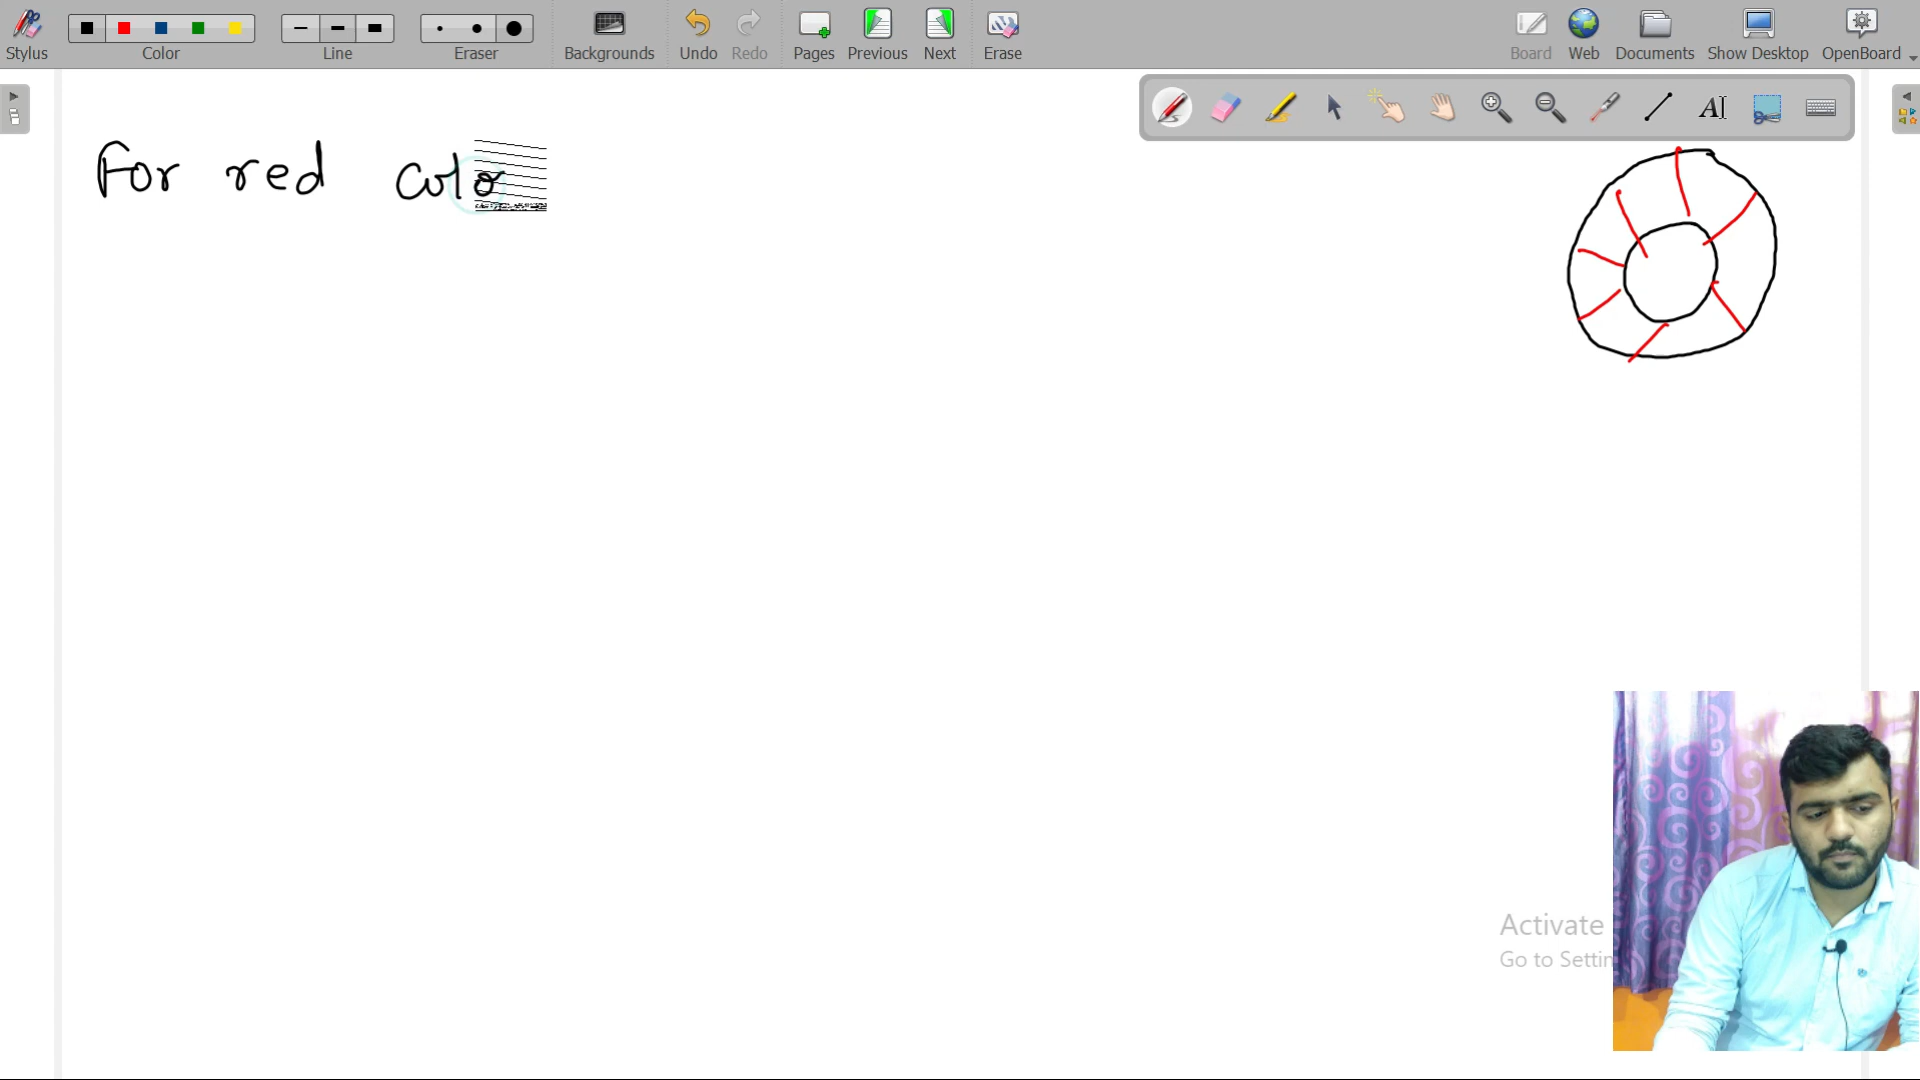 Stylus Color Line Eraser Backgrounds Undo Redo Pages Previous Next Erase Board Web Documents Show Desktop OpenBoard
For red colo
Activate
Go to Settin